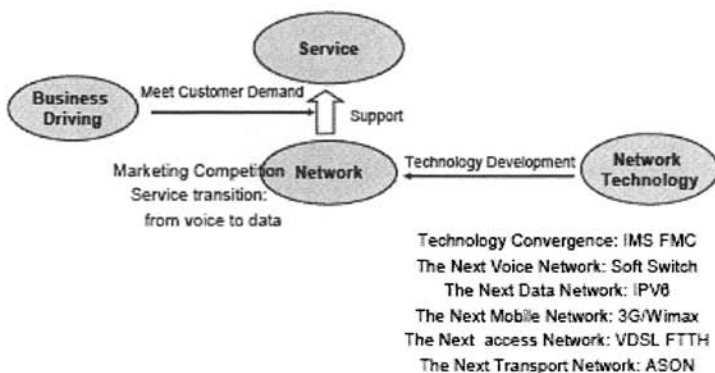 Service
Business
Driving
Meet Customer Demand
Support
Marketing Competition
Service transition:
from voice to data
Network
Technology Development
Network
Technology
Technology Convergence: IMS FMC
The Next Voice Network: Soft Switch
The Next Data Network: IPV6
The Next Mobile Network: 3G/Wimax
The Next access Network: VDSL FTTH
The Next Transport Network: ASON